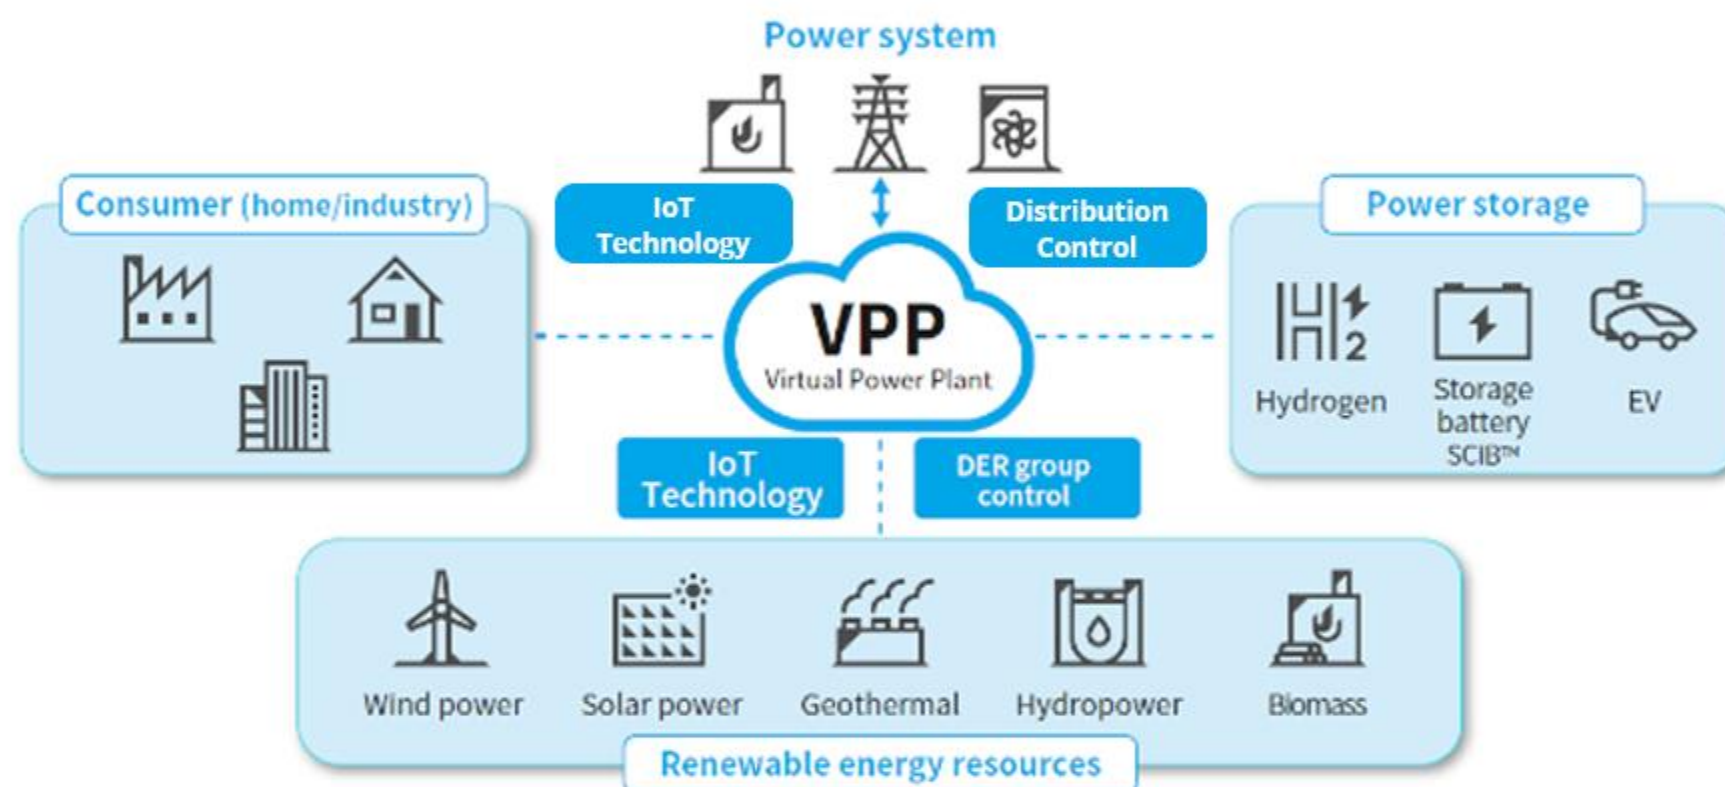 Power system
Consumer (home/industry)
IoT
Technology
Distribution
Control
Power storage
VPP
Virtual Power Plant
H2
Hydrogen
Storage
battery
SCIB™
EV
IoT
Technology
DER group
control
Wind power
Solar power
Geothermal
Hydropower
Biomass
Renewable energy resources